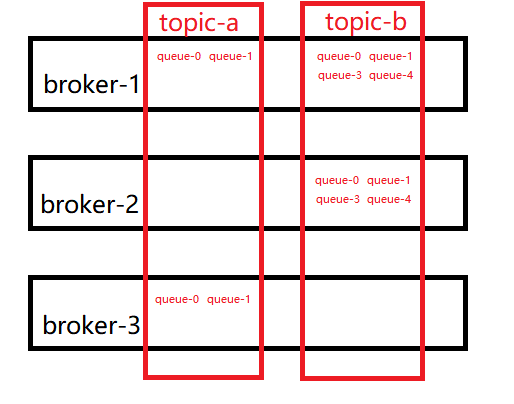 topic-a topic-b
queue-0 queue-1 queue-0 queue-1
queue-3 queue-4
broker-1
queue-0 queue-1
queue-3 queue-4
broker-2
queue-0 queue-1
broker-3